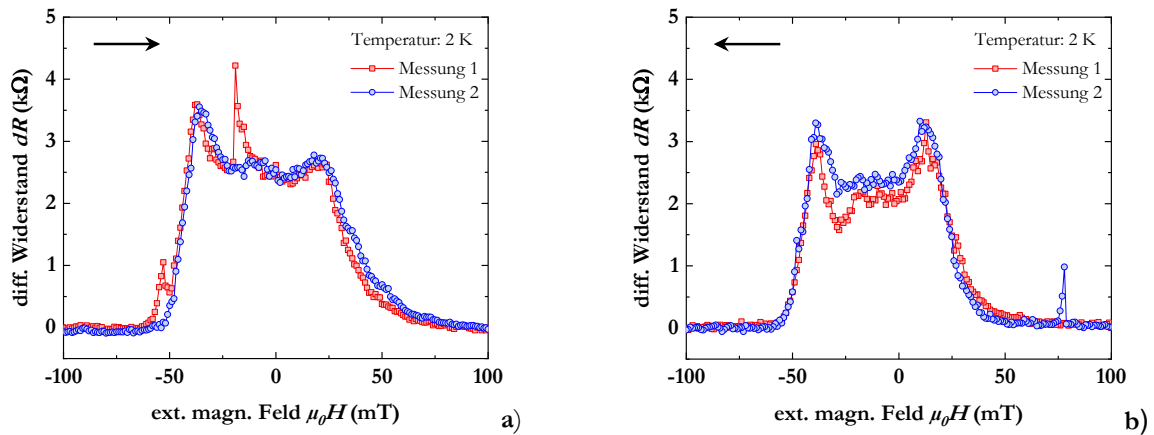 5
4
3
2
1
0
-100
-50
0
50
100
diff. Widerstand dR (kΩ)
ext. magn. Feld μ0H (mT)
Temperatur: 2 K
Messung 1
Messung 2
a)
5
4
3
2
1
0
-100
-50
0
50
100
diff. Widerstand dR (kΩ)
ext. magn. Feld μ0H (mT)
Temperatur: 2 K
Messung 1
Messung 2
b)